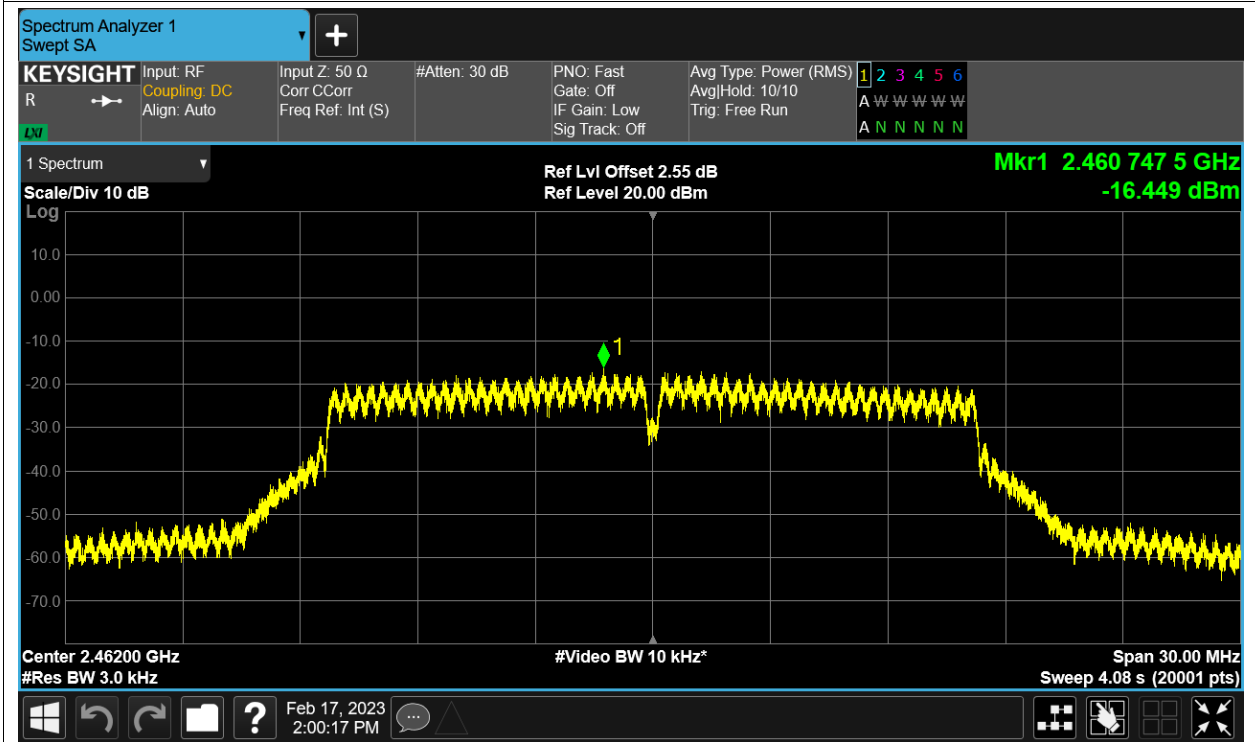 Spectrum Analyzer 1
Swept SA
+
KEYSIGHT
R
LXI
Input: RF
Coupling: DC
Align: Auto
Input Z: 50 Ω
Corr CCorr
Freq Ref: Int (S)
#Atten: 30 dB
PNO: Fast
Gate: Off
IF Gain: Low
Sig Track: Off
Avg Type: Power (RMS)
Avg|Hold: 10/10
Trig: Free Run
1 2 3 4 5 6
A W W W W W
A N N N N N
1 Spectrum
Scale/Div 10 dB
Log
Ref Lvl Offset 2.55 dB
Ref Level 20.00 dBm
Mkr1 2.460 747 5 GHz
-16.449 dBm
10.0
0.00
-10.0
1
-20.0
-30.0
-40.0
-50.0
-60.0
-70.0
Center 2.46200 GHz
#Video BW 10 kHz*
Span 30.00 MHz
#Res BW 3.0 kHz
Sweep 4.08 s (20001 pts)
?
Feb 17, 2023
2:00:17 PM